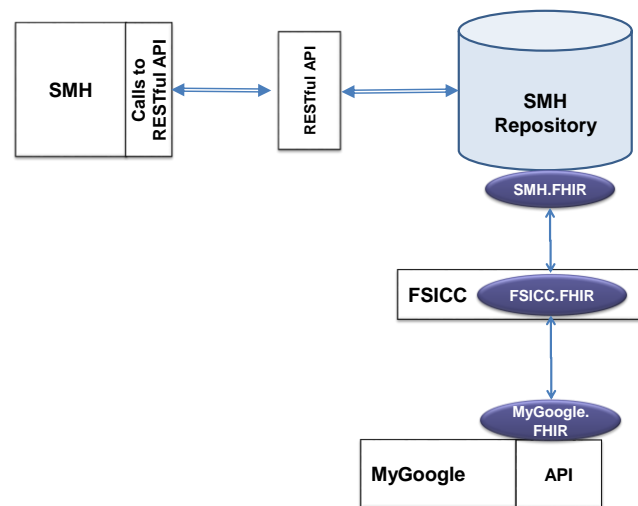 SMH
Calls to
RESTful API
RESTful API
SMH
Repository
SMH.FHIR
FSICC
FSICC.FHIR
MyGoogle.
FHIR
MyGoogle
API